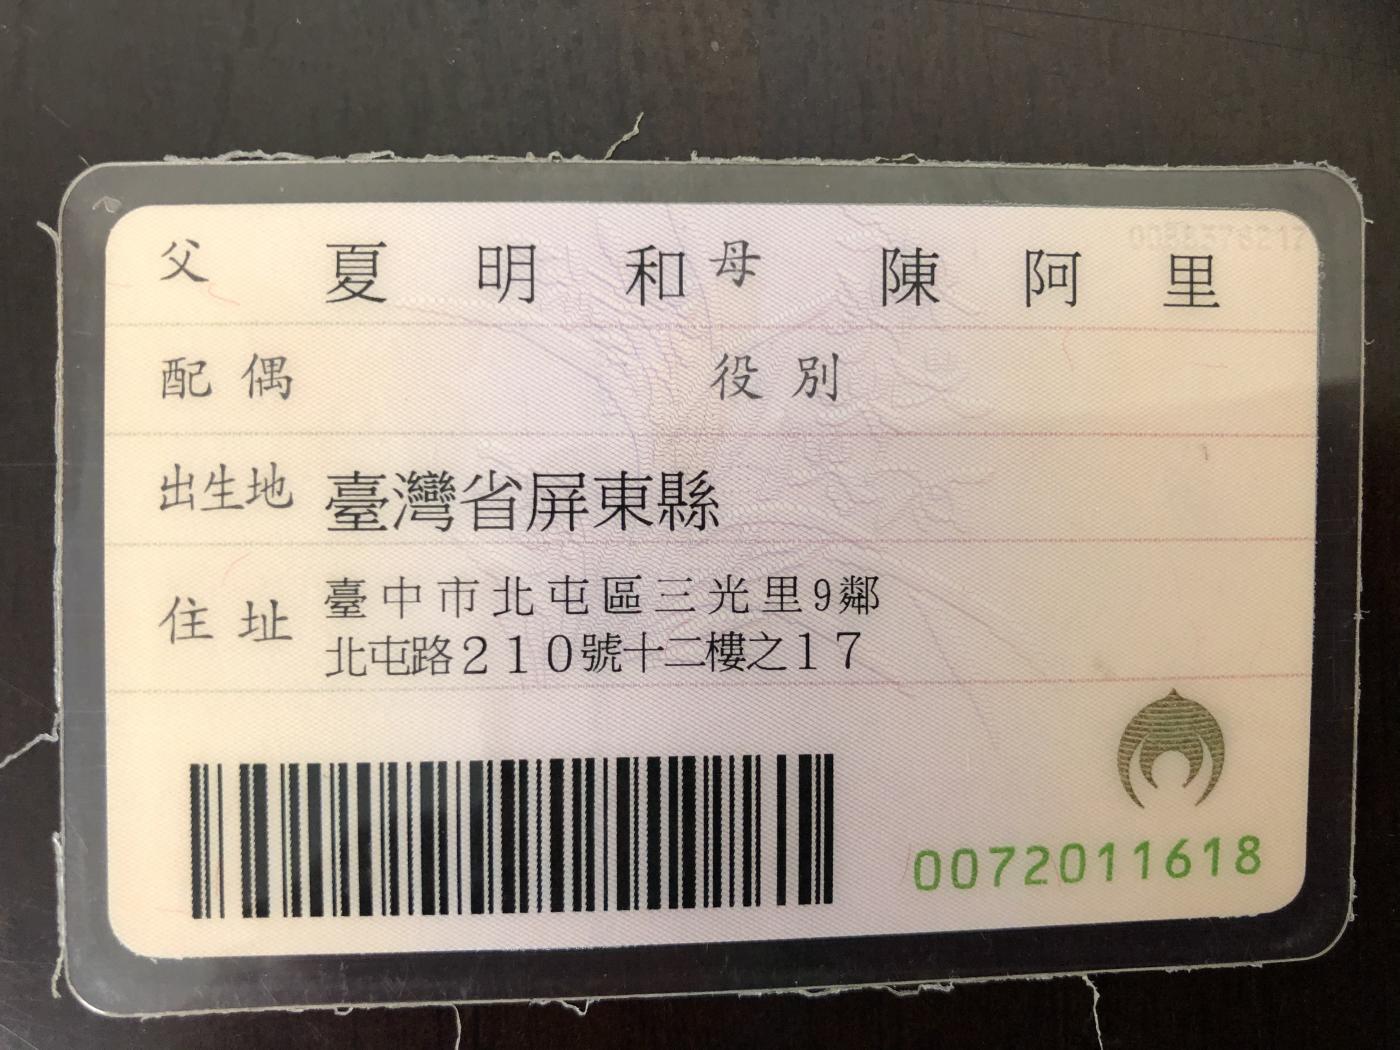 父 夏明和 母 陳阿里
配偶 役別
出生地 臺灣省屏東縣
住址 臺中市北屯區三光里9鄰
北屯路210號十二樓之17
0072011618